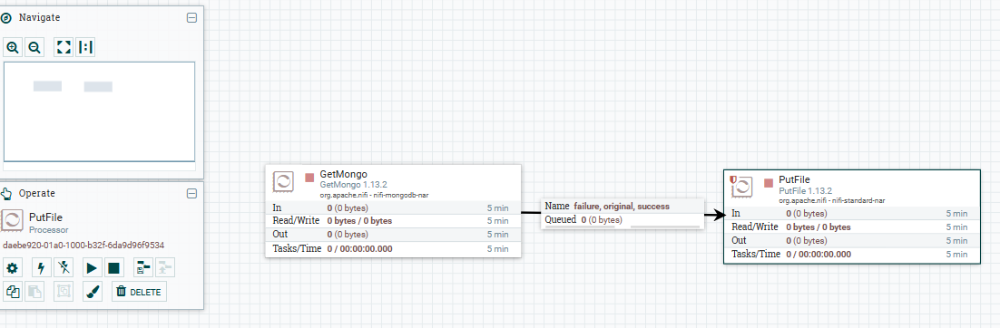 Navigate
Operate
PutFile
Processor
daebe920-01a0-1000-b32f-6da9d96f9534
DELETE
GetMongo
GetMongo 1.13.2
org.apache.nifi - nifi-mongodb-nar
In 0 (0 bytes) 5 min
Read/Write 0 bytes / 0 bytes 5 min
Out 0 (0 bytes) 5 min
Tasks/Time 0 / 00:00:00.000 5 min
Name failure, original, success
Queued 0 (0 bytes)
PutFile
PutFile 1.13.2
org.apache.nifi - nifi-standard-nar
In 0 (0 bytes) 5 min
Read/Write 0 bytes / 0 bytes 5 min
Out 0 (0 bytes) 5 min
Tasks/Time 0 / 00:00:00.000 5 min